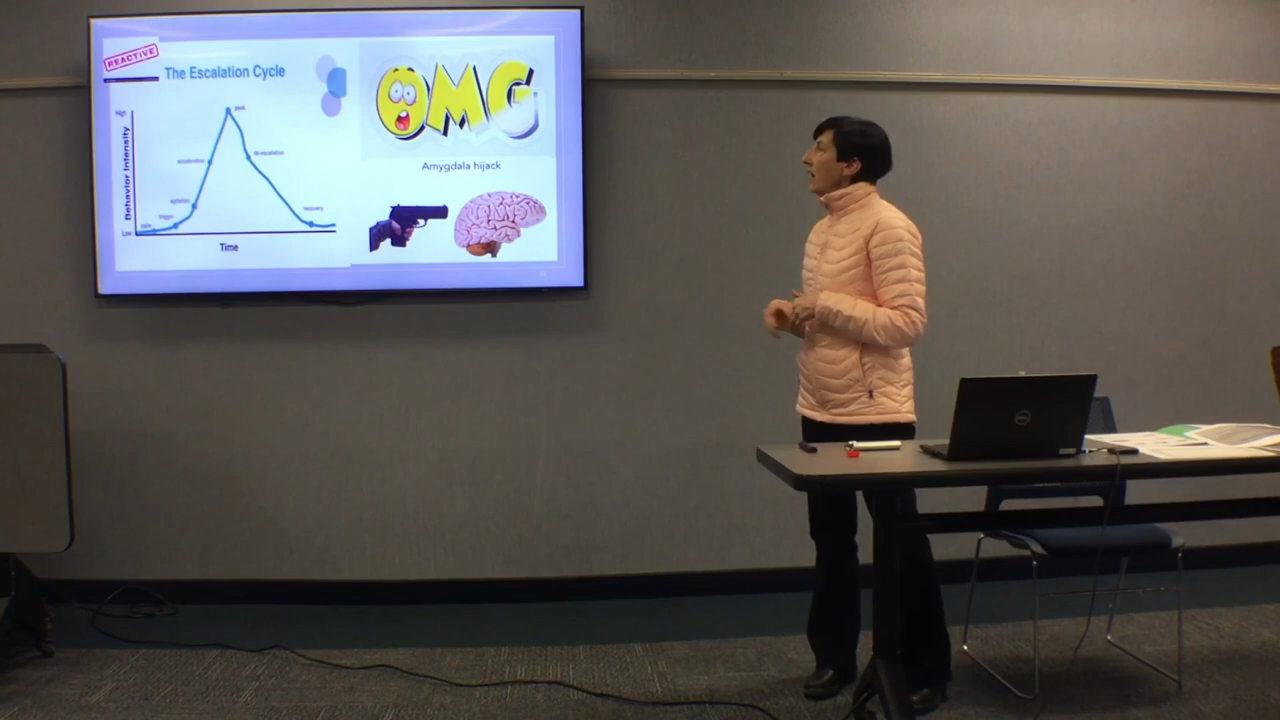 REACTIVE
The Escalation Cycle
High
peak
acceleration
de-escalation
agitation
trigger
calm
recovery
Low
Behavior Intensity
Time
OMG
Amygdala hijack
DELL